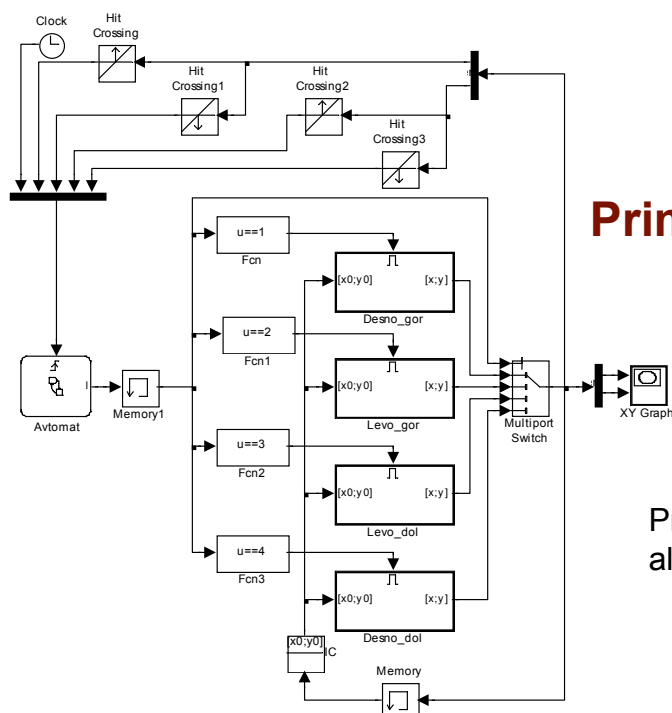 Clock
Hit
Crossing
Hit
Crossing1
Hit
Crossing2
Hit
Crossing3
u==1
Fcn
[x0;y0]
[x;y]
Desno_gor
u==2
Fcn1
[x0;y0]
[x;y]
Levo_gor
u==3
Fcn2
[x0;y0]
[x;y]
Levo_dol
u==4
Fcn3
[x0;y0]
[x;y]
Desno_dol
l
Avtomat
Memory1
Multiport
Switch
XY Graph
[x0;y0]
IC
Memory
Prin
al